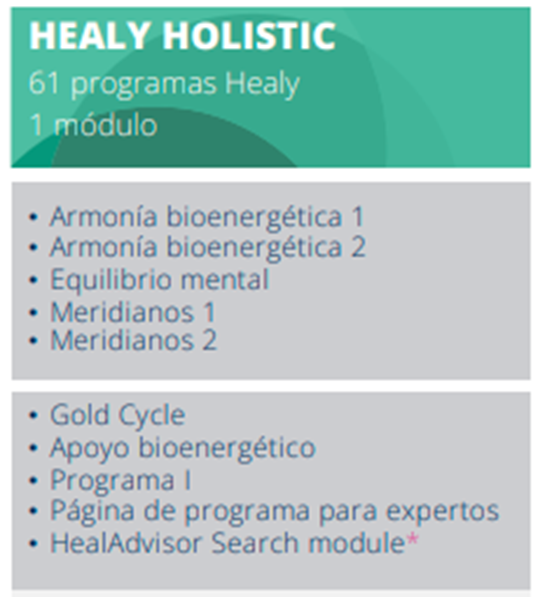 HEALY HOLISTIC
61 programas Healy
1 módulo
• Armonía bioenergética 1
• Armonía bioenergética 2
• Equilibrio mental
• Meridianos 1
• Meridianos 2
• Gold Cycle
• Apoyo bioenergético
• Programa I
• Página de programa para expertos
• HealAdvisor Search module*